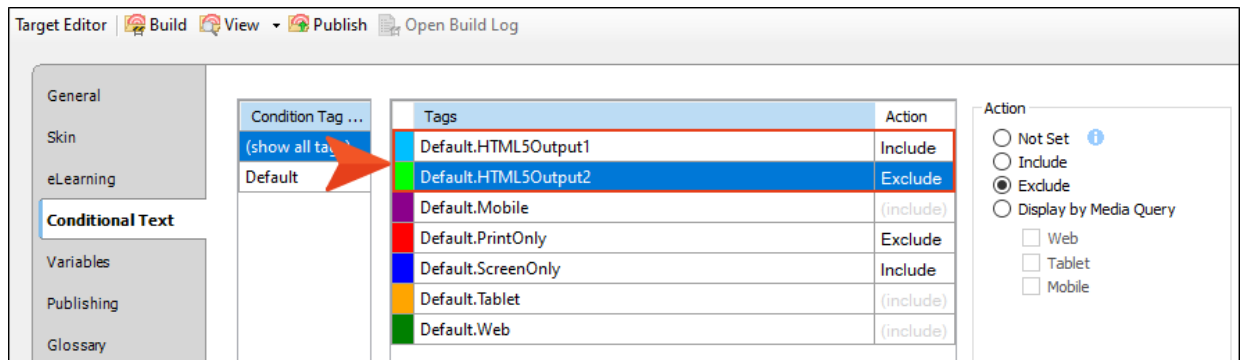 Target Editor Build View Publish Open Build Log
General
Skin
eLearning
Conditional Text
Variables
Publishing
Glossary
Condition Tag ...
(show all tag
Default
Tags Action
Default.HTML5Output1 Include
Default.HTML5Output2 Exclude
Default.Mobile (include)
Default.PrintOnly Exclude
Default.ScreenOnly Include
Default.Tablet (include)
Default.Web (include)
Action
Not Set
Include
Exclude
Display by Media Query
Web
Tablet
Mobile